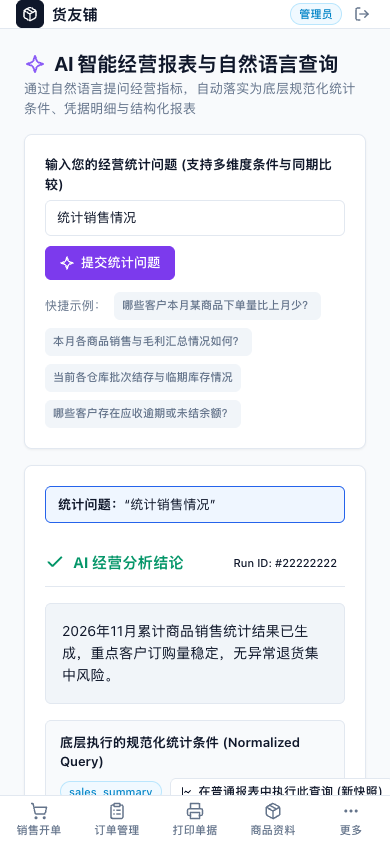 货友铺
管理员
AI 智能经营报表与自然语言查询
通过自然语言提问经营指标，自动落实为底层规范化统计
条件、凭据明细与结构化报表
输入您的经营统计问题 (支持多维度条件与同期比
较)
统计销售情况
提交统计问题
快捷示例：
哪些客户本月某商品下单量比上月少？
本月各商品销售与毛利汇总情况如何？
当前各仓库批次结存与临期库存情况
哪些客户存在应收逾期或未结余额？
统计问题：“统计销售情况”
AI 经营分析结论
Run ID: #22222222
2026年11月累计商品销售统计结果已生
成，重点客户订购量稳定，无异常退货集
中风险。
底层执行的规范化统计条件 (Normalized
Query)
sales_summary
在普通报表中执行此查询 (新快照)
销售开单
订单管理
打印单据
商品资料
更多